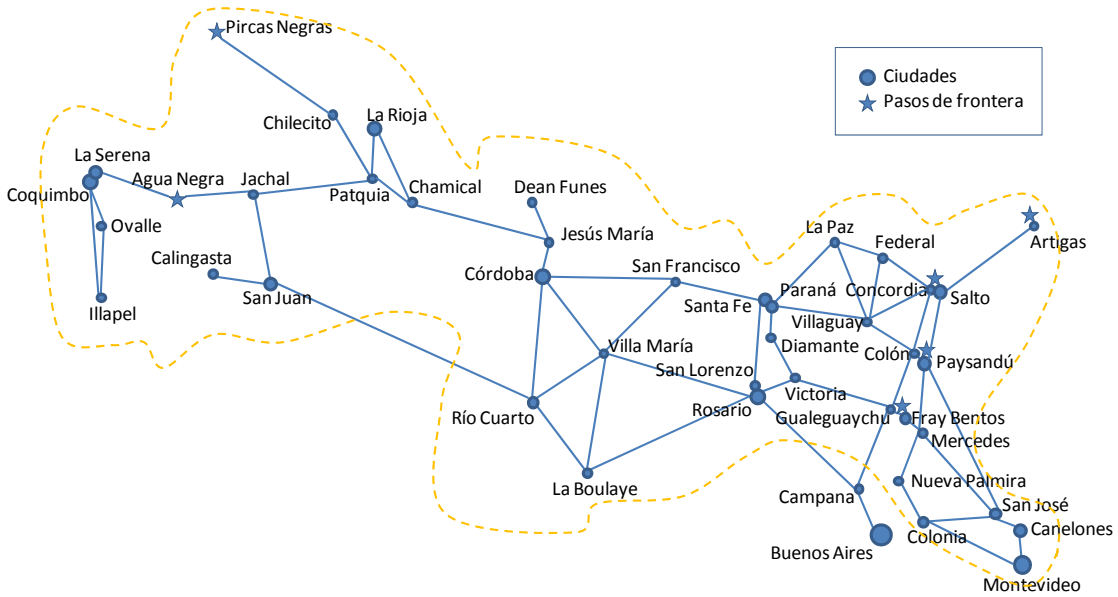 Pircas Negras
Ciudades
Pasos de frontera
Chilecito
La Rioja
La Serena
Agua Negra
Jachal
Coquimbo
Patquia
Chamical
Dean Funes
Ovalle
Jesús María
La Paz
Federal
Artigas
Calingasta
Córdoba
San Francisco
Illapel
San Juan
Santa Fe
Paraná
Concordia
Salto
Villaguay
Diamante
Villa María
Colón
Paysandú
San Lorenzo
Victoria
Río Cuarto
Rosario
Gualeguaychu
Fray Bentos
Mercedes
La Boulaye
Campana
Nueva Palmira
San José
Buenos Aires
Colonia
Canelones
Montevideo